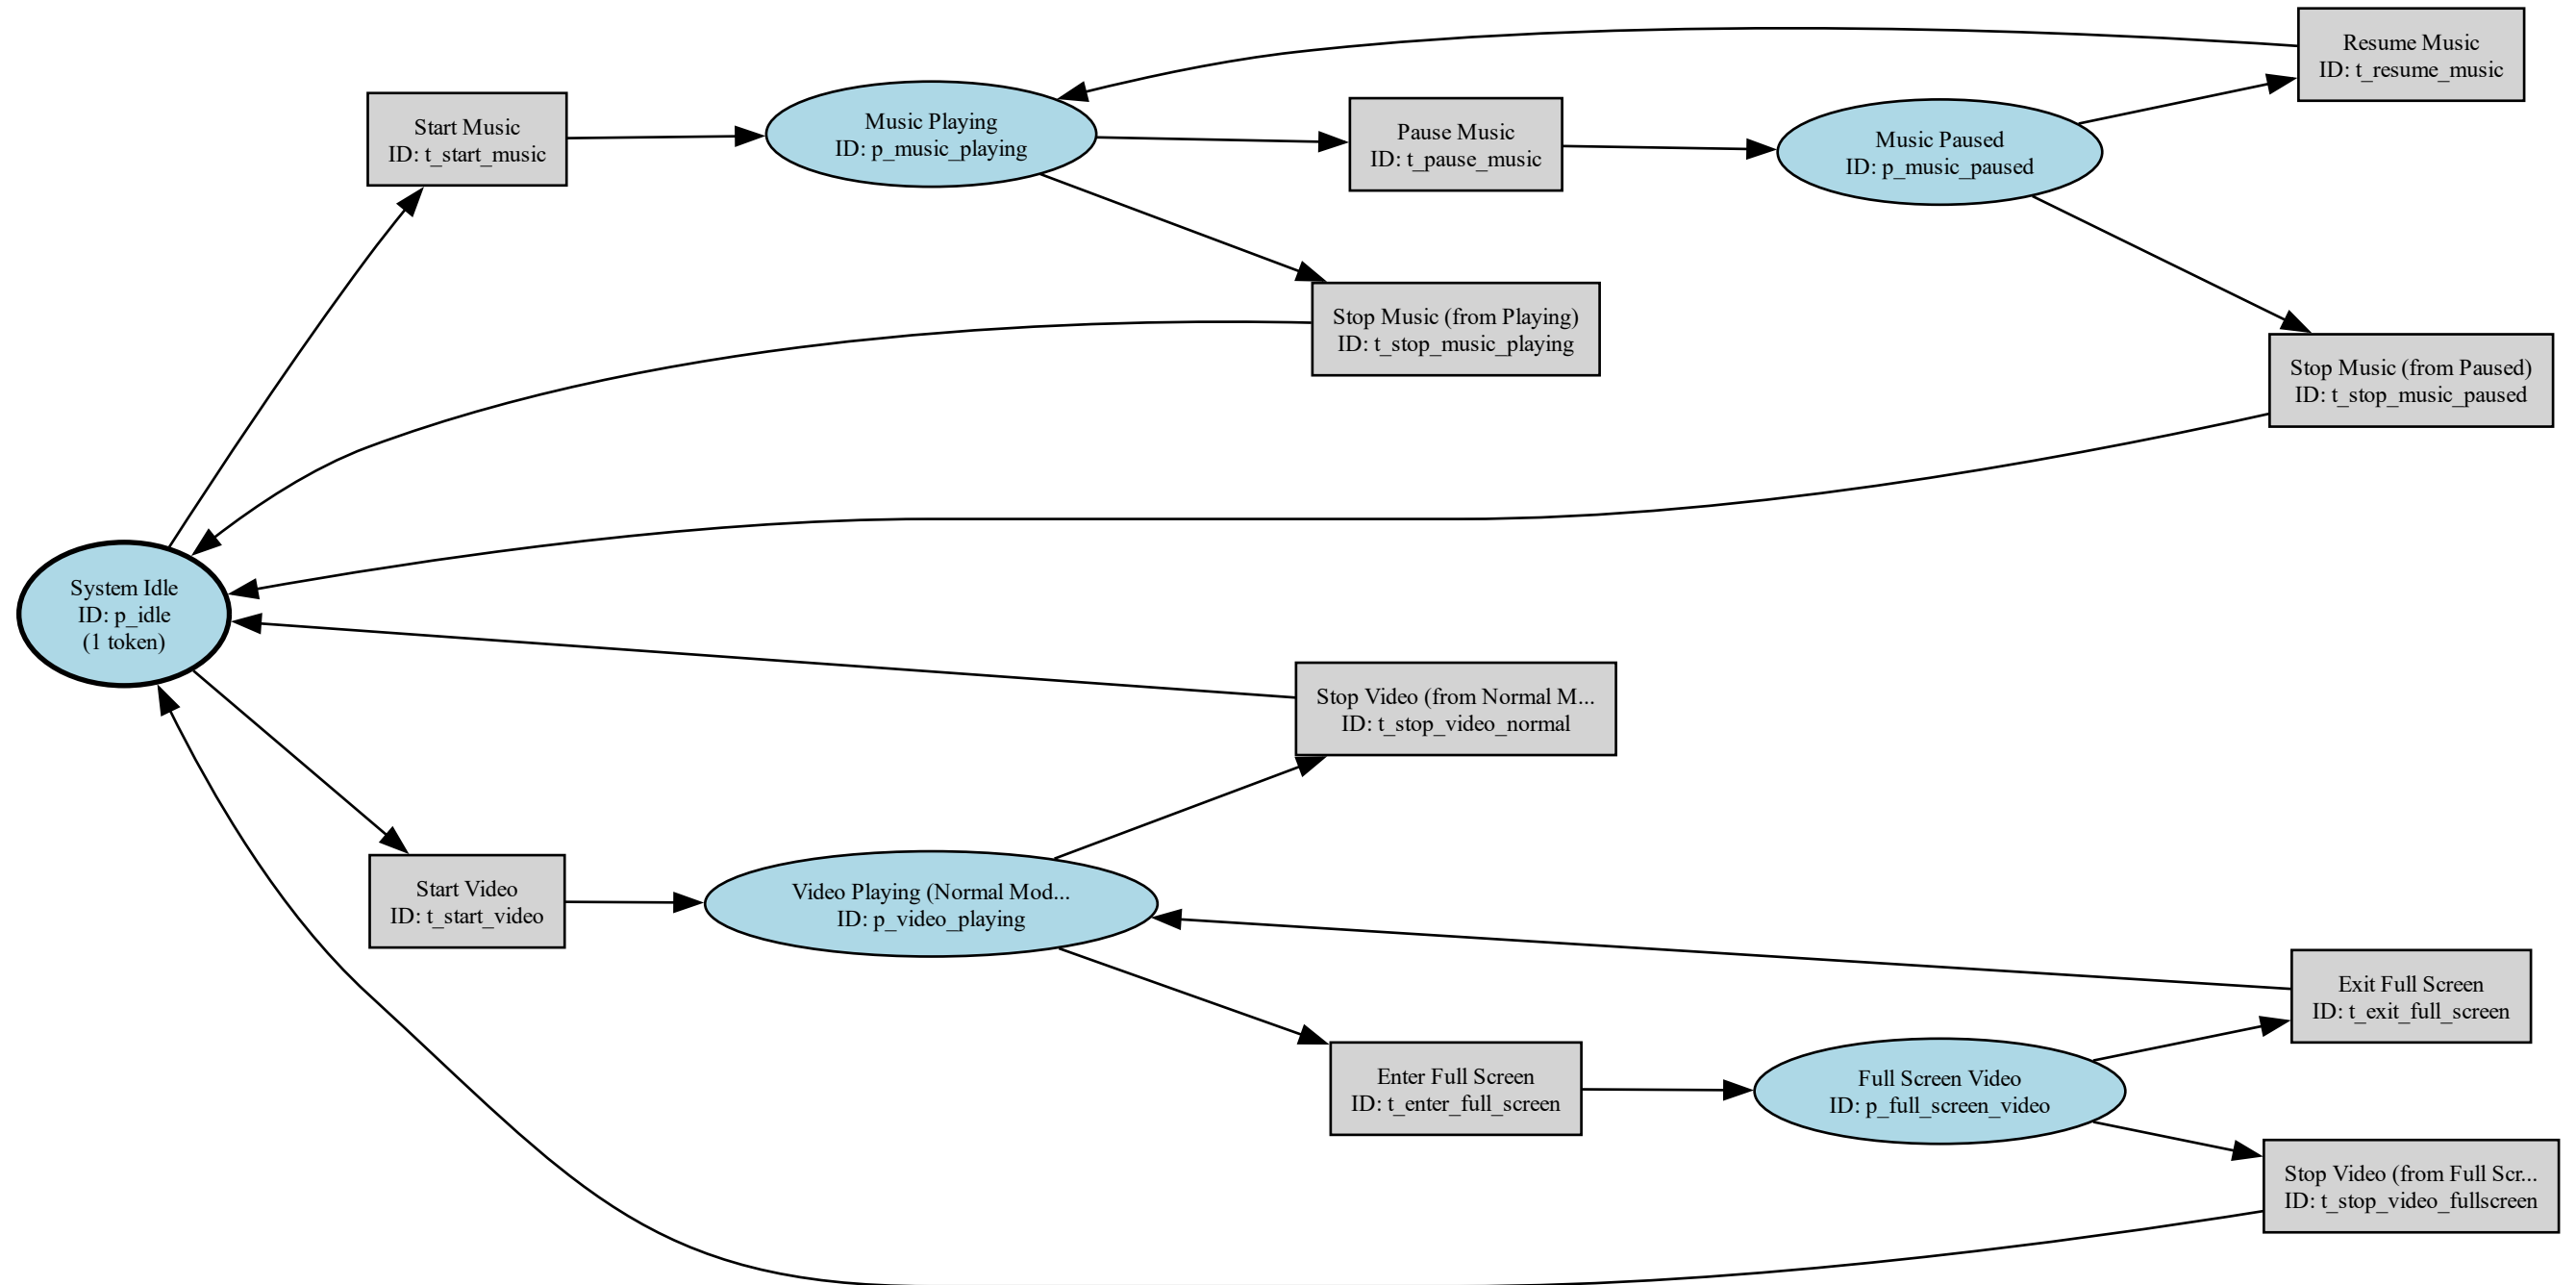 Resume Music
ID: t_resume_music
Start Music
ID: t_start_music
Music Playing
ID: p_music_playing
Pause Music
ID: t_pause_music
Music Paused
ID: p_music_paused
Stop Music (from Playing)
ID: t_stop_music_playing
Stop Music (from Paused)
ID: t_stop_music_paused
System Idle
ID: p_idle
(1 token)
Stop Video (from Normal M...
ID: t_stop_video_normal
Start Video
ID: t_start_video
Video Playing (Normal Mod...
ID: p_video_playing
Exit Full Screen
ID: t_exit_full_screen
Enter Full Screen
ID: t_enter_full_screen
Full Screen Video
ID: p_full_screen_video
Stop Video (from Full Scr...
ID: t_stop_video_fullscreen